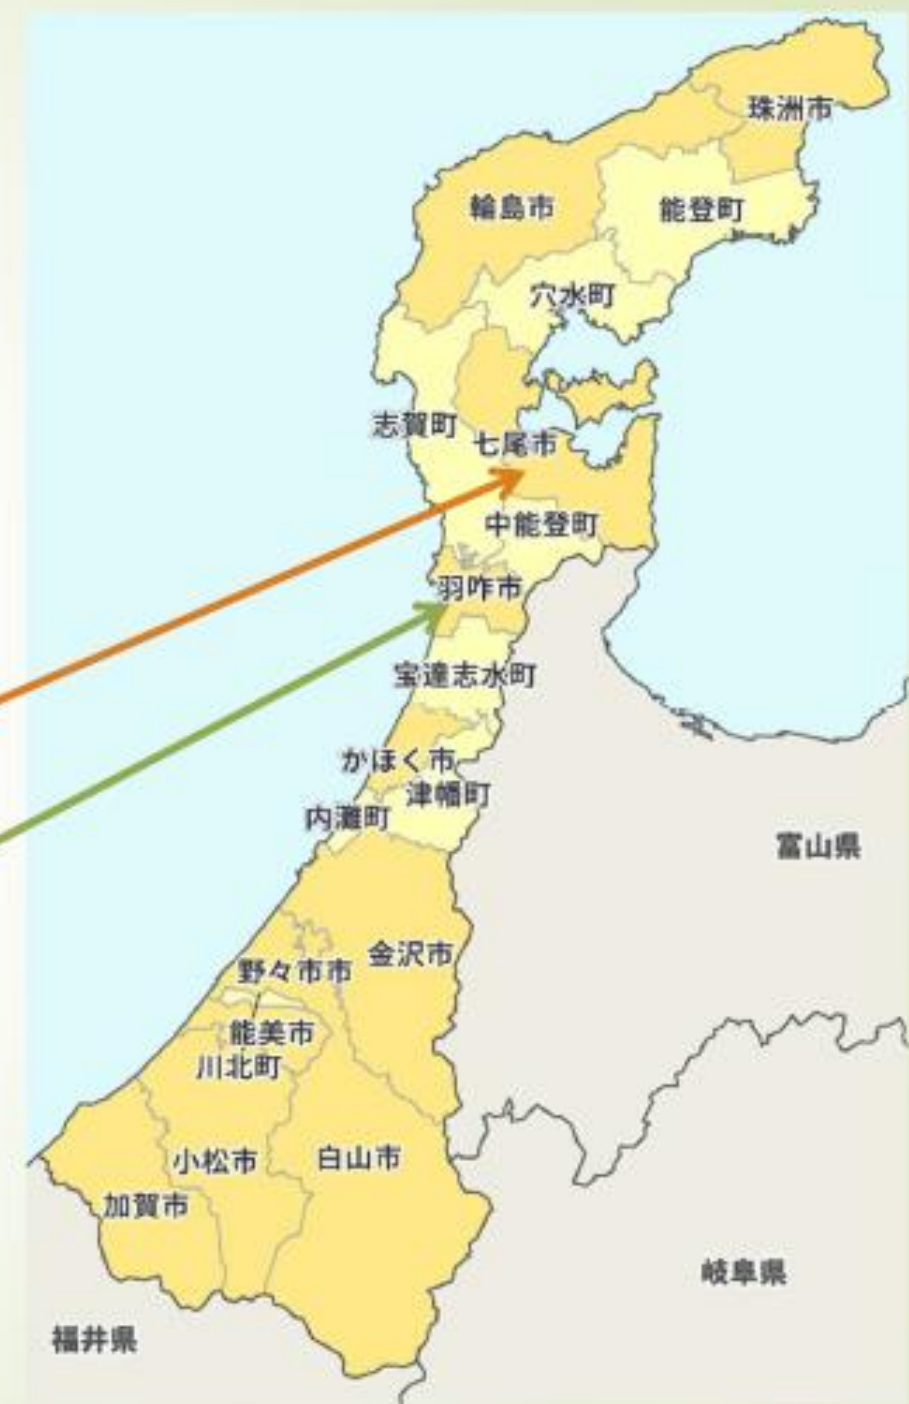 珠洲市
輪島市
能登町
穴水町
志賀町
七尾市
中能登町
羽咋市
宝達志水町
かほく市
津幡町
内灘町
富山県
金沢市
野々市市
能美市
川北町
白山市
小松市
加賀市
岐阜県
福井県